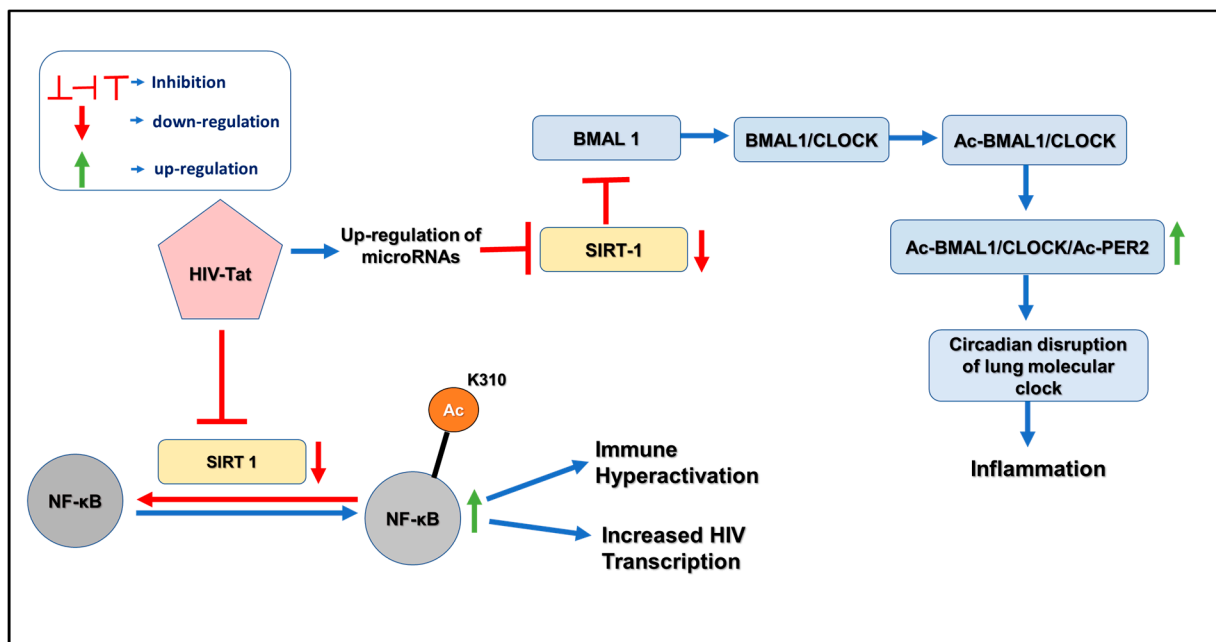 Inhibition
down-regulation
up-regulation
BMAL 1
BMAL1/CLOCK
Ac-BMAL1/CLOCK
HIV-Tat
Up-regulation of
microRNAs
SIRT-1
Ac-BMAL1/CLOCK/Ac-PER2
Circadian disruption
of lung molecular
clock
Inflammation
K310
Ac
SIRT 1
NF-κB
NF-κB
Immune
Hyperactivation
Increased HIV
Transcription